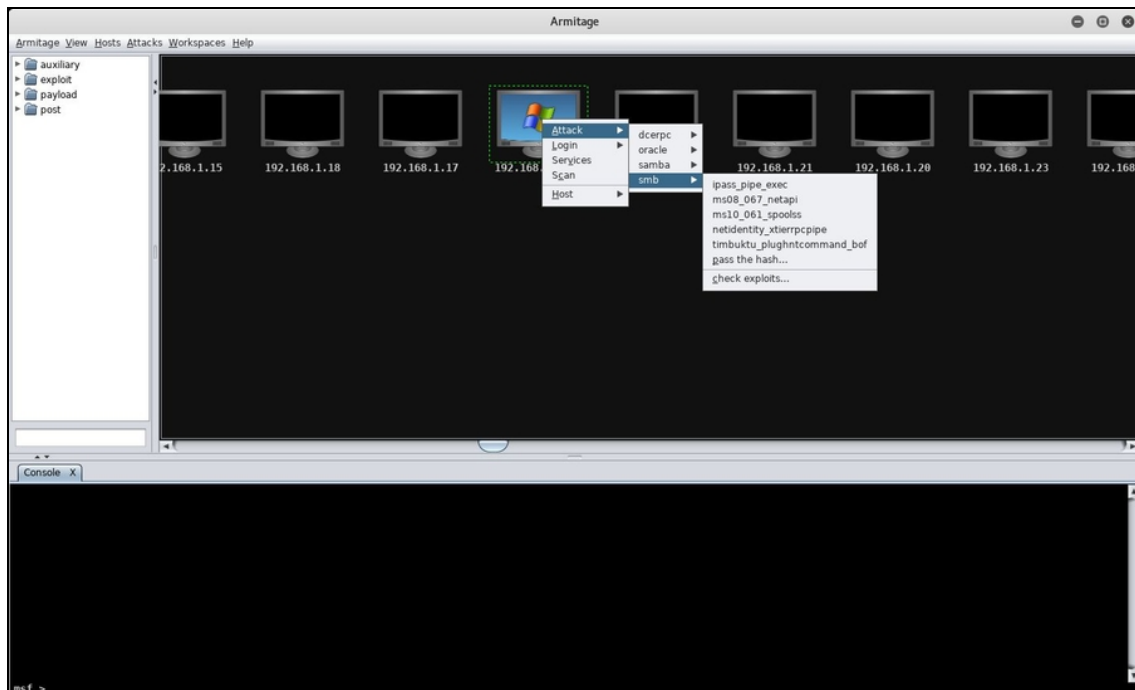 Armitage
Armitage View Hosts Attacks Workspaces Help
auxiliary
exploit
payload
post
2.168.1.15 192.168.1.18 192.168.1.17 192.168. 192.168.1.21 192.168.1.20 192.168.1.23 192.168
Attack
Login
Services
Scan
Host
dcerpc
oracle
samba
smb
ipass_pipe_exec
ms08_067_netapi
ms10_061_spoolss
netidentity_xtierrpcpipe
timbuktu_plughntcommand_bof
pass the hash...
check exploits...
Console X
msf >